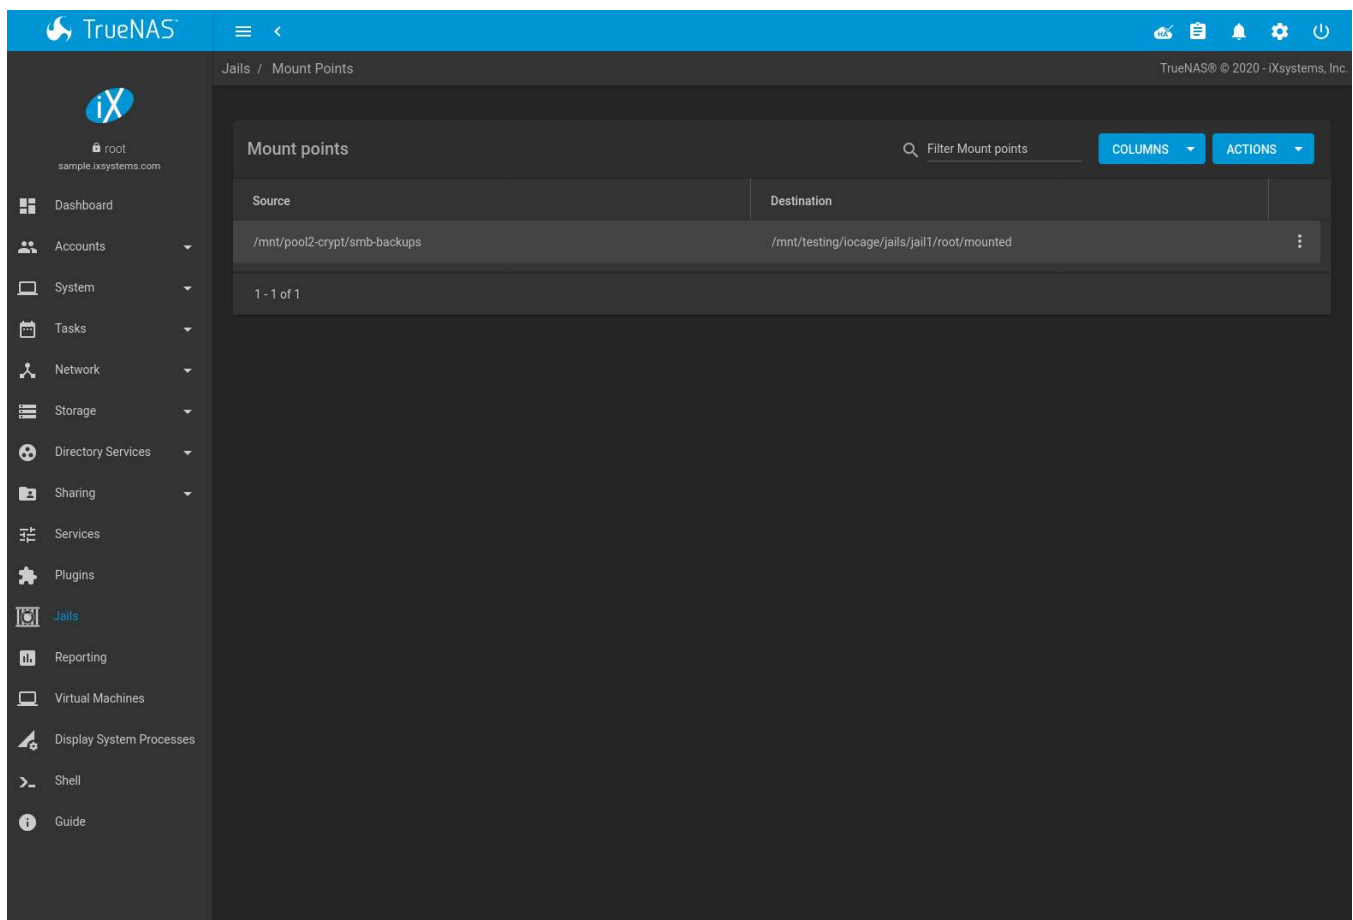 TrueNAS
Jails / Mount Points
TrueNAS® © 2020 - iXsystems, Inc.
iX
root
sample.ixsystems.com
Dashboard
Accounts
System
Tasks
Network
Storage
Directory Services
Sharing
Services
Plugins
Jails
Reporting
Virtual Machines
Display System Processes
Shell
Guide
Mount points
Filter Mount points
COLUMNS
ACTIONS
Source
Destination
/mnt/pool2-crypt/smb-backups
/mnt/testing/iocage/jails/jail1/root/mounted
1 - 1 of 1
HA